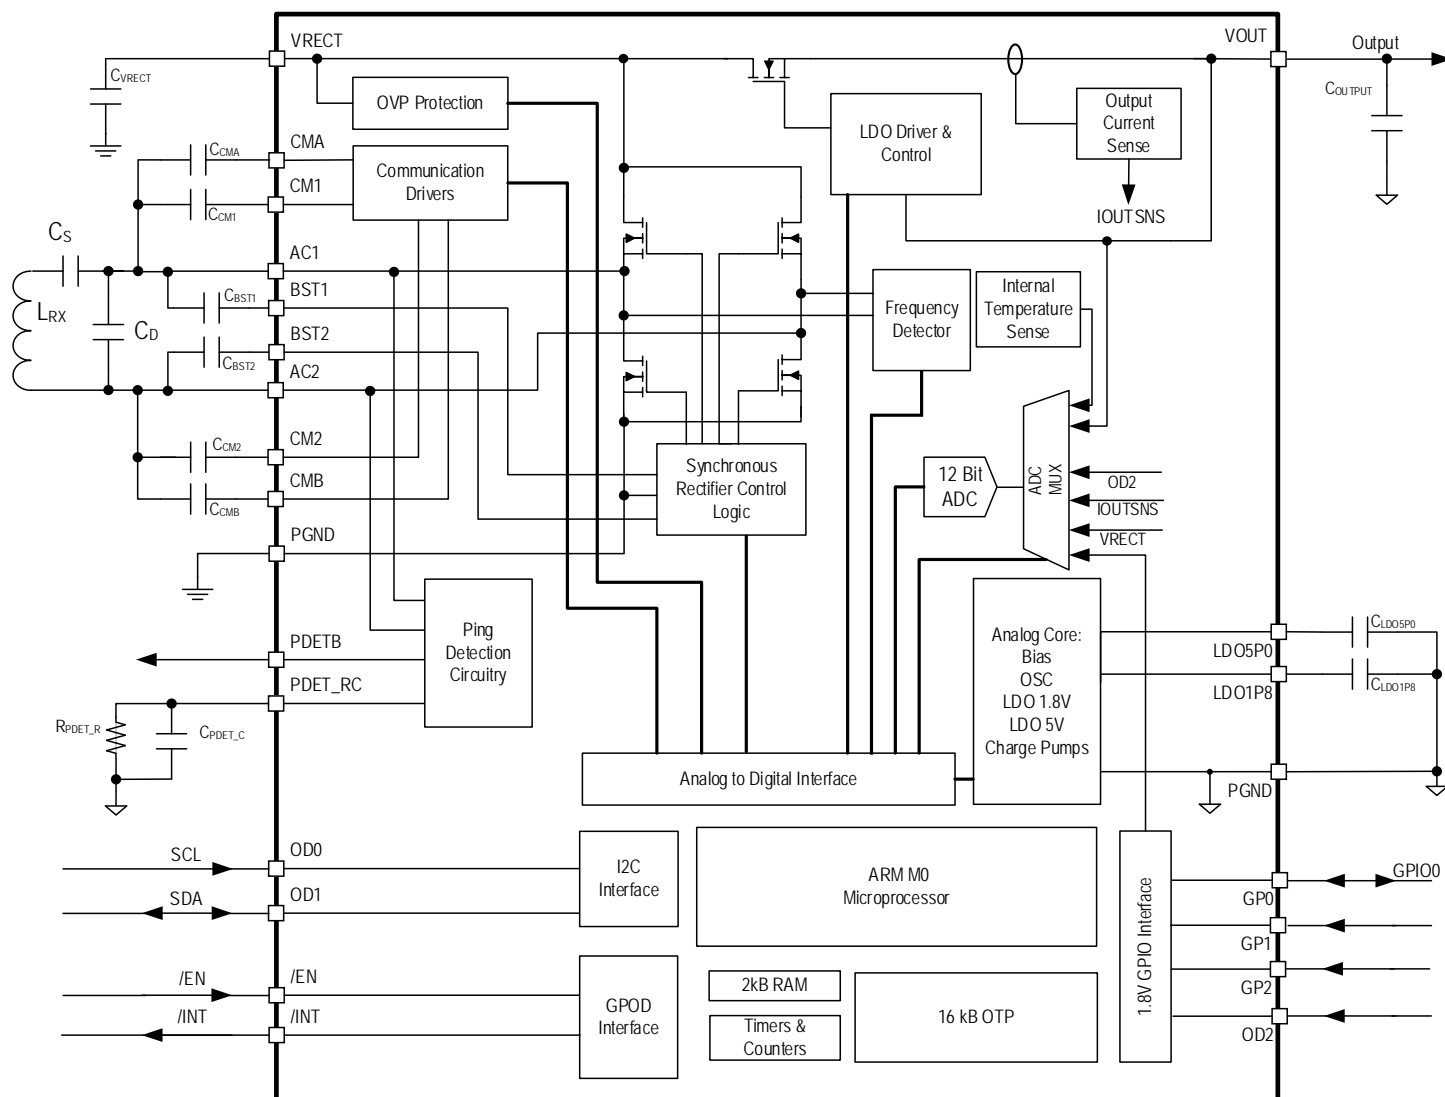 VRECT
VOUT
Output
CVRECT
OVP Protection
LDO Driver &
Control
Output
Current
Sense
COUTPUT
CCMA
CMA
Communication
Drivers
CM1
CCM1
IOUTSNS
CS
AC1
LRX
CD
CBST1
BST1
BST2
CBST2
AC2
Frequency
Detector
Internal
Temperature
Sense
CCM2
CM2
CMB
CCMB
Synchronous
Rectifier Control
Logic
12 Bit
ADC
ADC
MUX
OD2
IOUTSNS
VRECT
PGND
Ping
Detection
Circuitry
PDETB
PDET_RC
RPDET_R
CPDET_C
Analog Core:
Bias
OSC
LDO 1.8V
LDO 5V
Charge Pumps
CLDO5P0
LDO5P0
CLDO1P8
LDO1P8
PGND
Analog to Digital Interface
SCL
OD0
SDA
OD1
I2C
Interface
ARM M0
Microprocessor
1.8V GPIO Interface
GPIO0
GP0
GP1
GP2
OD2
/EN
/EN
/INT
/INT
GPOD
Interface
2kB RAM
Timers &
Counters
16 kB OTP